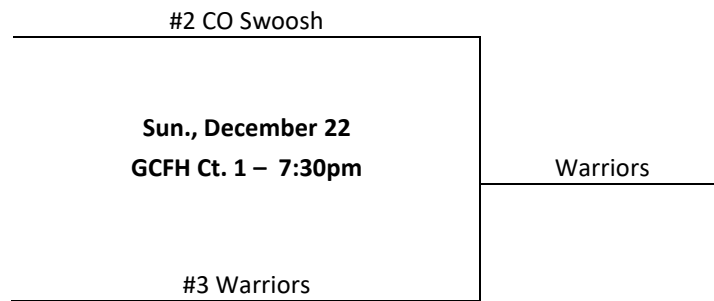 #2 CO Swoosh
Sun., December 22
GCFH Ct. 1 – 7:30pm
Warriors
#3 Warriors